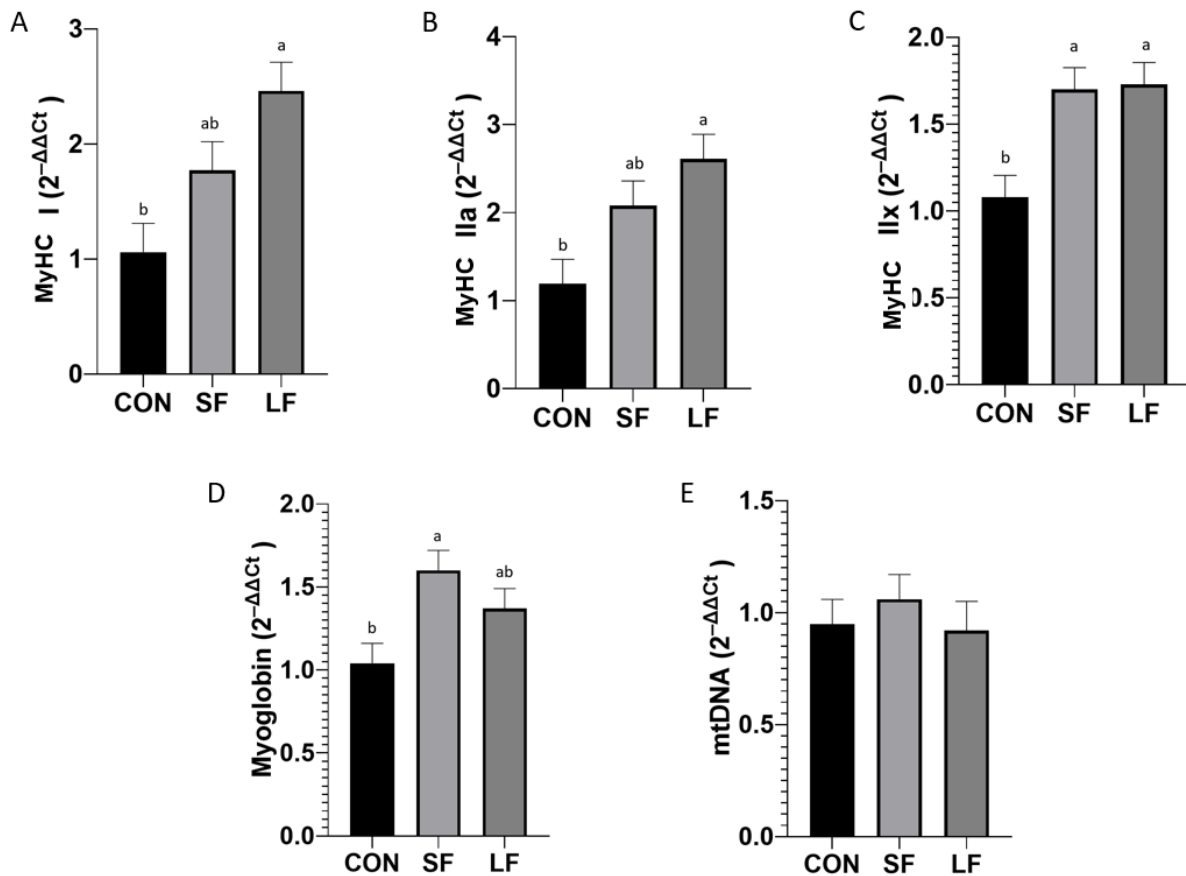 A
MyHC I (2–ΔΔCt )
3
2
1
0
b
ab
a
CON SF LF
B
MyHC IIa (2–ΔΔCt )
4
3
2
1
0
b
ab
a
CON SF LF
C
MyHC IIx (2–ΔΔCt )
2.0
1.5
1.0
0.5
0.0
b
a
a
CON SF LF
D
Myoglobin (2–ΔΔCt )
2.0
1.5
1.0
0.5
0.0
b
a
ab
CON SF LF
E
mtDNA (2–ΔΔCt )
1.5
1.0
0.5
0.0
CON SF LF